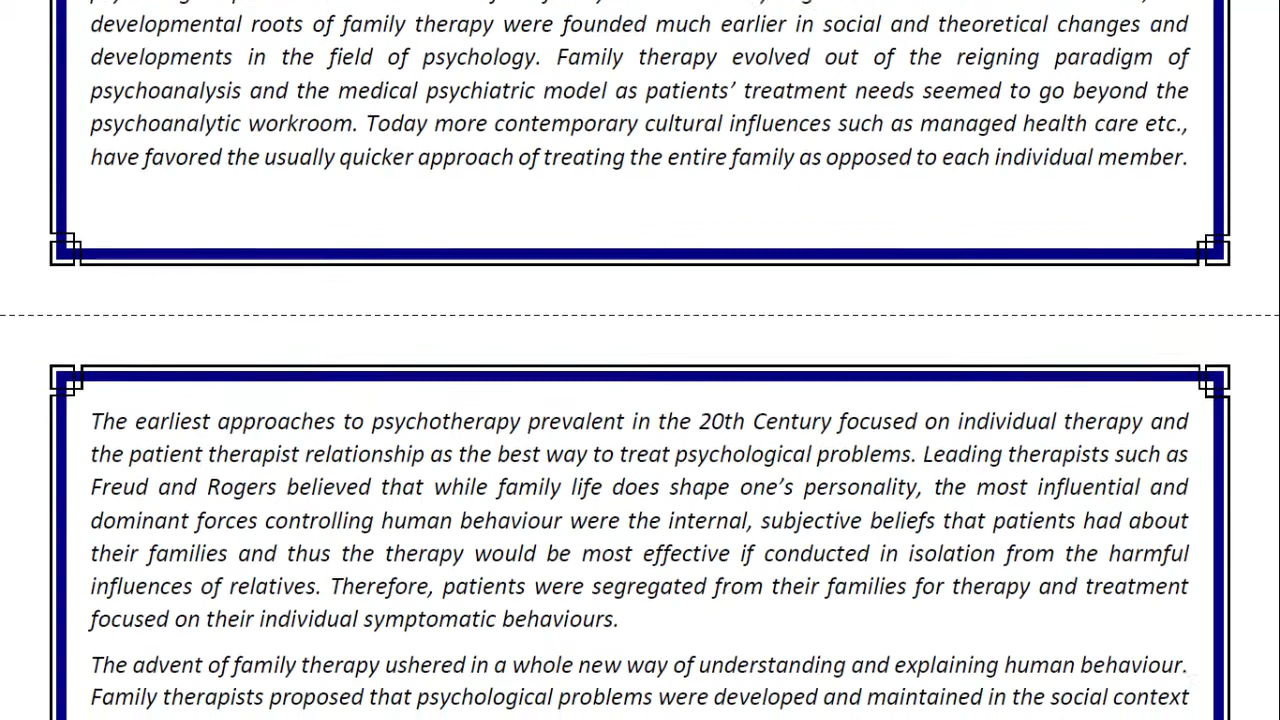 developmental roots of family therapy were founded much earlier in social and theoretical changes and
developments in the field of psychology. Family therapy evolved out of the reigning paradigm of
psychoanalysis and the medical psychiatric model as patients’ treatment needs seemed to go beyond the
psychoanalytic workroom. Today more contemporary cultural influences such as managed health care etc.,
have favored the usually quicker approach of treating the entire family as opposed to each individual member.
The earliest approaches to psychotherapy prevalent in the 20th Century focused on individual therapy and
the patient therapist relationship as the best way to treat psychological problems. Leading therapists such as
Freud and Rogers believed that while family life does shape one’s personality, the most influential and
dominant forces controlling human behaviour were the internal, subjective beliefs that patients had about
their families and thus the therapy would be most effective if conducted in isolation from the harmful
influences of relatives. Therefore, patients were segregated from their families for therapy and treatment
focused on their individual symptomatic behaviours.
The advent of family therapy ushered in a whole new way of understanding and explaining human behaviour.
Family therapists proposed that psychological problems were developed and maintained in the social context